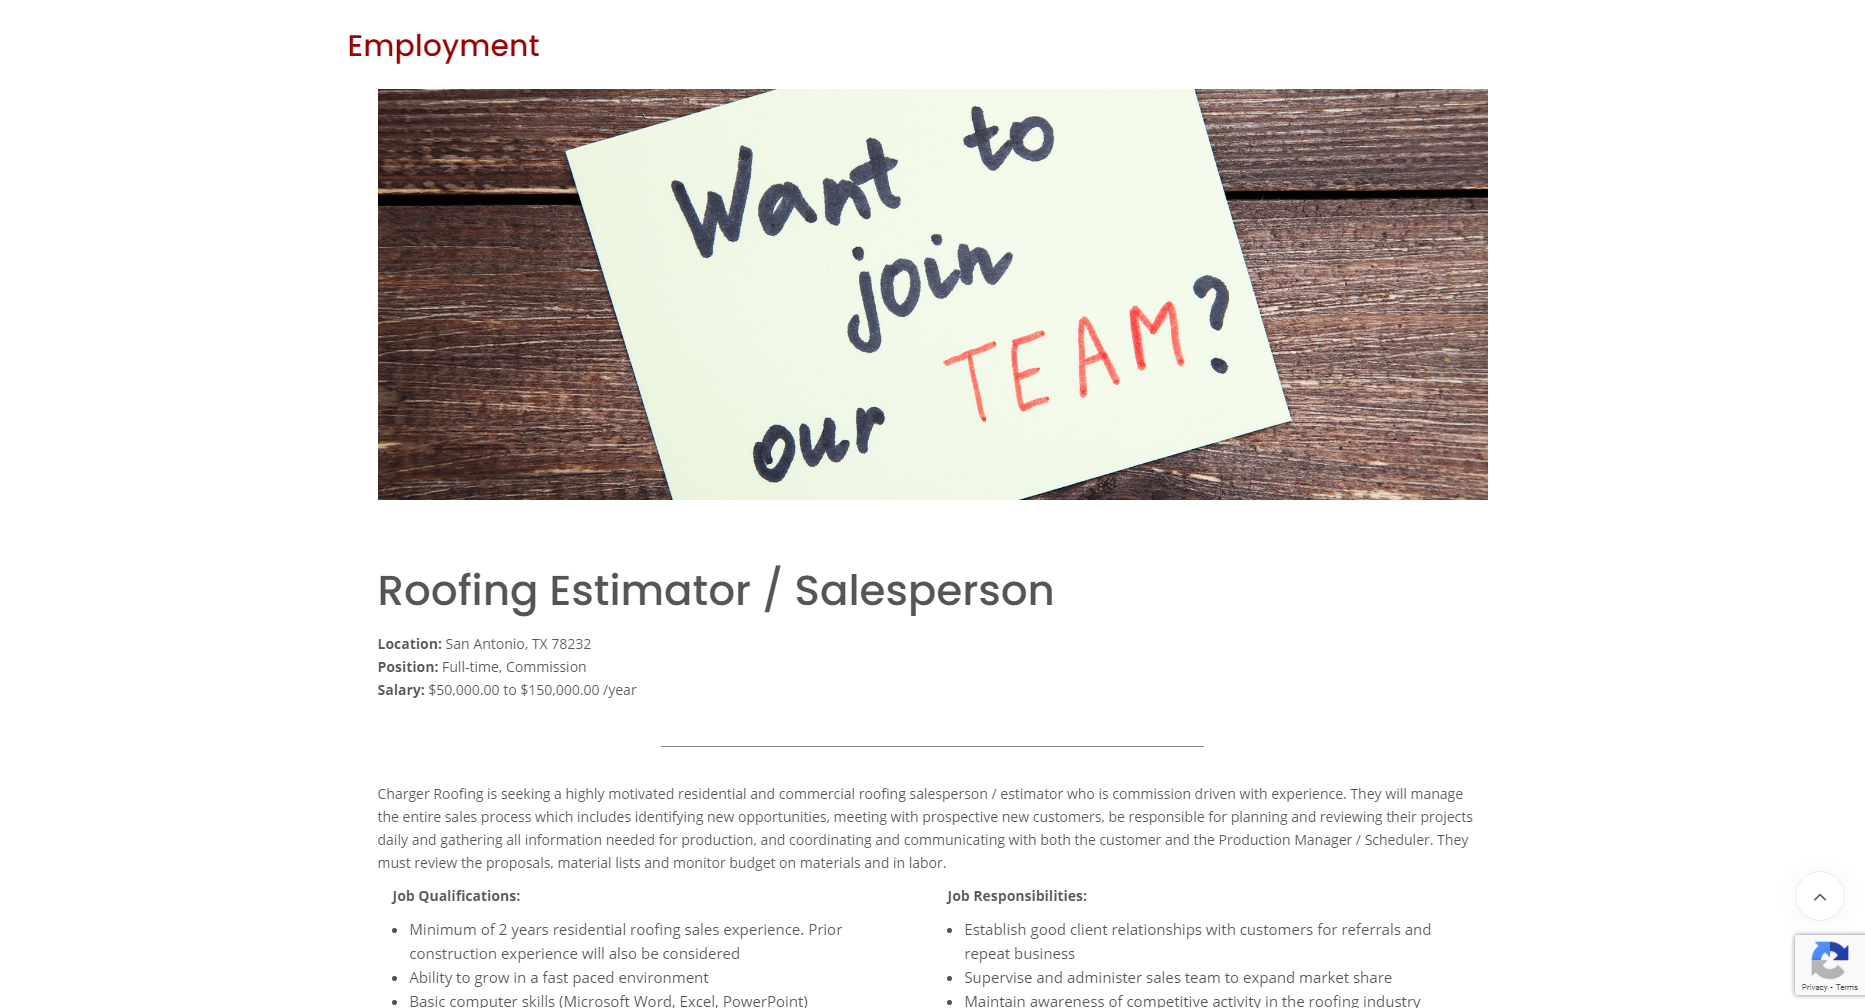 Employment
Want to
join
our TEAM?
Roofing Estimator / Salesperson
Location: San Antonio, TX 78232
Position: Full-time, Commission
Salary: $50,000.00 to $150,000.00 /year
Charger Roofing is seeking a highly motivated residential and commercial roofing salesperson / estimator who is commission driven with experience. They will manage
the entire sales process which includes identifying new opportunities, meeting with prospective new customers, be responsible for planning and reviewing their projects
daily and gathering all information needed for production, and coordinating and communicating with both the customer and the Production Manager / Scheduler. They
must review the proposals, material lists and monitor budget on materials and in labor.
Job Qualifications:
• Minimum of 2 years residential roofing sales experience. Prior
construction experience will also be considered
• Ability to grow in a fast paced environment
• Basic computer skills (Microsoft Word, Excel, PowerPoint)
Job Responsibilities:
• Establish good client relationships with customers for referrals and
repeat business
• Supervise and administer sales team to expand market share
• Maintain awareness of competitive activity in the roofing industry
Privacy - Terms